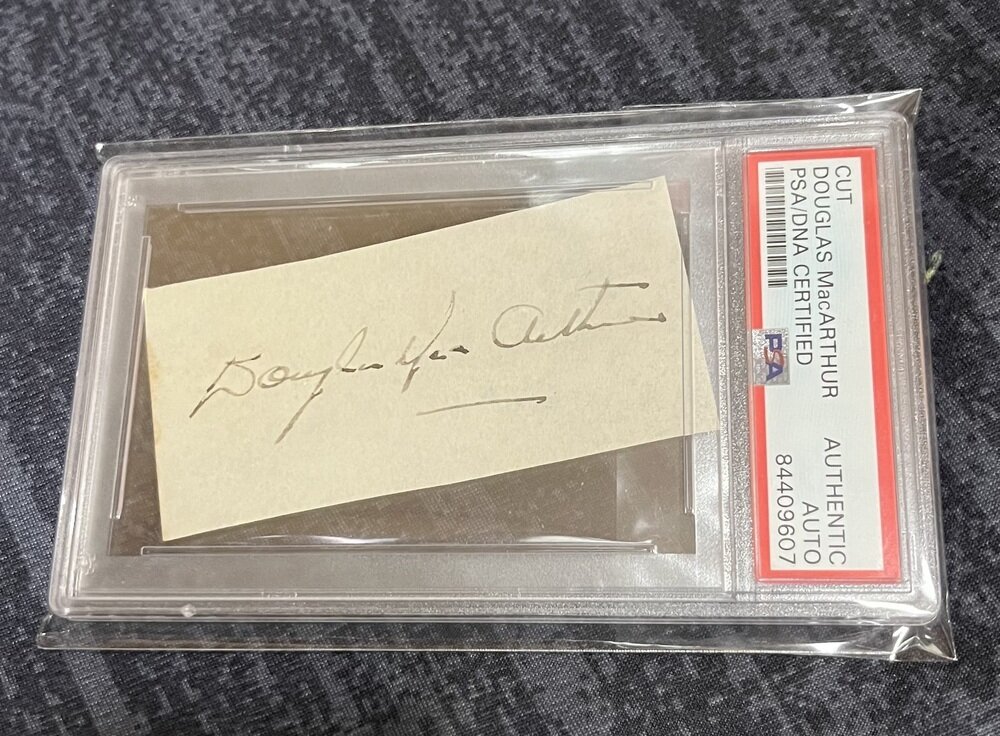 Douglas MacArthur
CUT
DOUGLAS MacARTHUR
PSA/DNA CERTIFIED
PSA
AUTHENTIC
AUTO
84409607